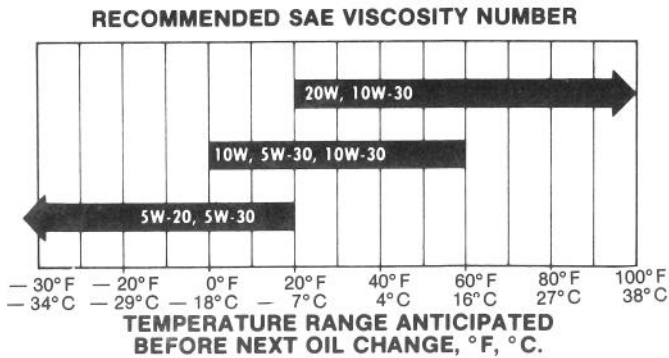 RECOMMENDED SAE VISCOSITY NUMBER
20W, 10W-30
10W, 5W-30, 10W-30
5W-20, 5W-30
— 30°F — 20°F 0°F 20°F 40°F 60°F 80°F 100°F
— 34°C — 29°C — 18°C — 7°C 4°C 16°C 27°C 38°C
TEMPERATURE RANGE ANTICIPATED
BEFORE NEXT OIL CHANGE, °F, °C.